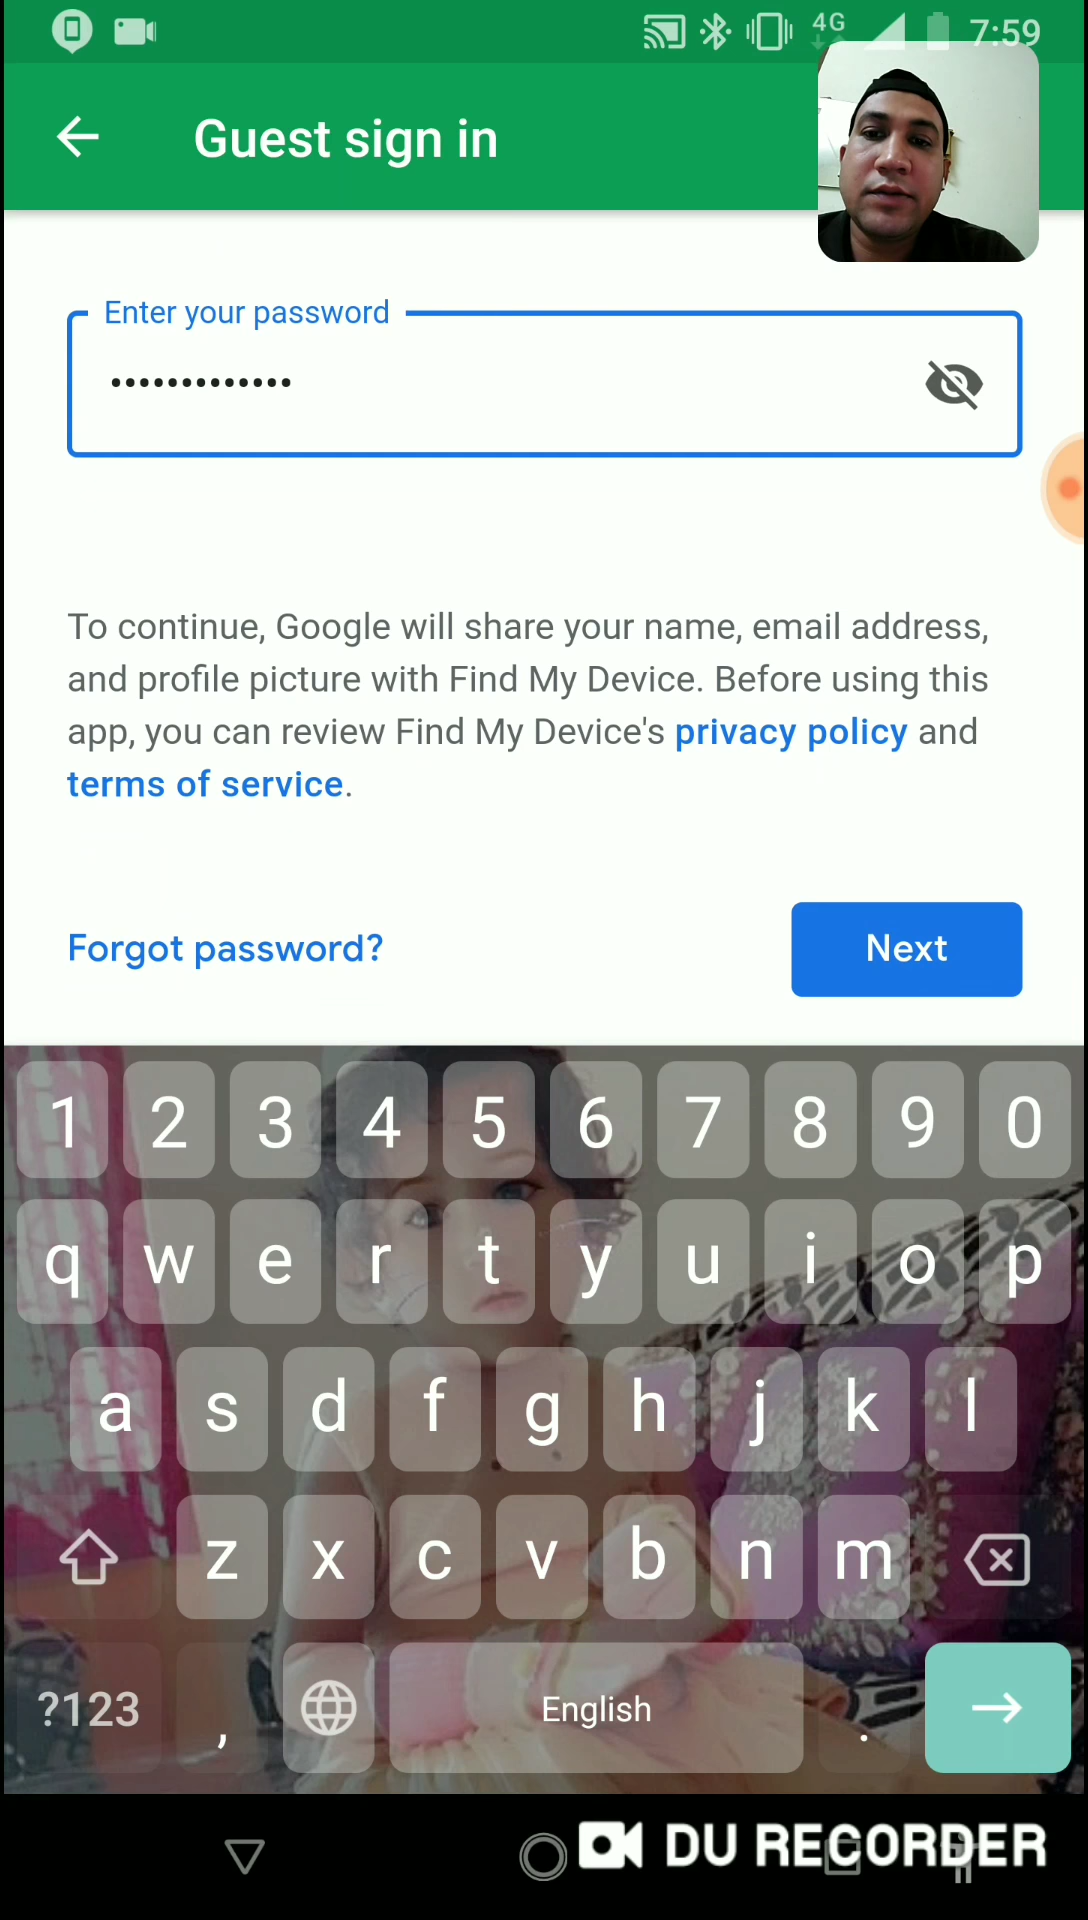 4G
7:59
Guest sign in
Enter your password
•••••••••••••
To continue, Google will share your name, email address,
and profile picture with Find My Device. Before using this
app, you can review Find My Device's privacy policy and
terms of service.
Forgot password?
Next
1 2 3 4 5 6 7 8 9 0
q w e r t y u i o p
a s d f g h j k l
z x c v b n m
?123 , English .
DU RECORDER